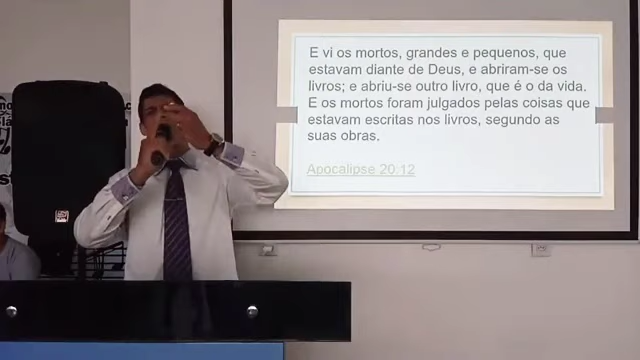 E vi os mortos, grandes e pequenos, que
estavam diante de Deus, e abriram-se os
livros; e abriu-se outro livro, que é o da vida.
E os mortos foram julgados pelas coisas que
estavam escritas nos livros, segundo as
suas obras.
Apocalipse 20:12